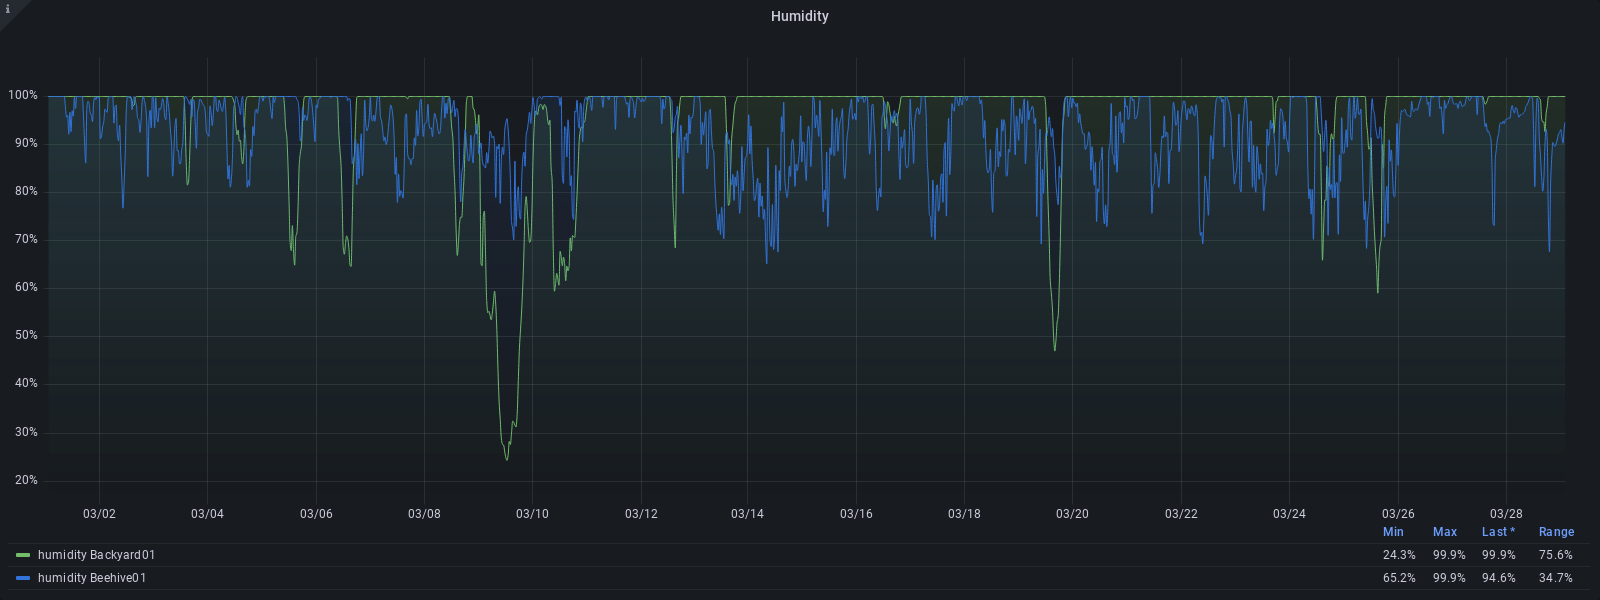 i
Humidity
100%
90%
80%
70%
60%
50%
40%
30%
20%
03/02 03/04 03/06 03/08 03/10 03/12 03/14 03/16 03/18 03/20 03/22 03/24 03/26 03/28
Min Max Last * Range
humidity Backyard01 24.3% 99.9% 99.9% 75.6%
humidity Beehive01 65.2% 99.9% 94.6% 34.7%